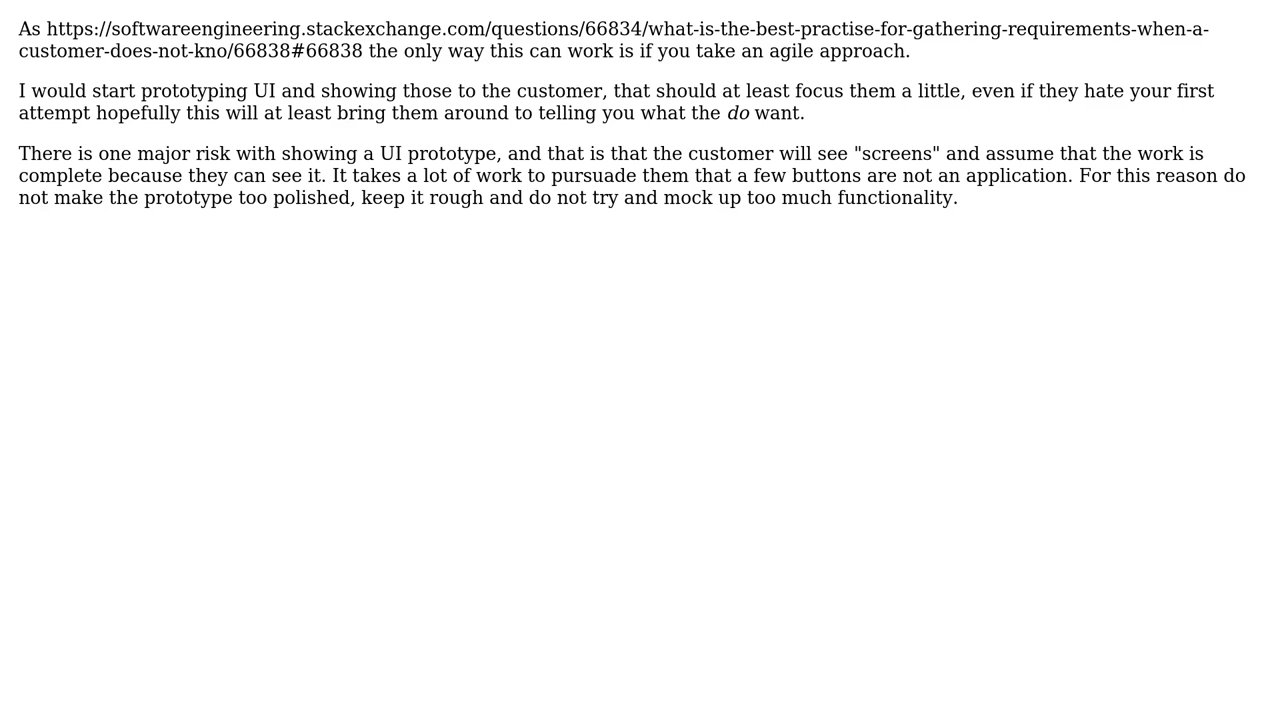 As https://softwareengineering.stackexchange.com/questions/66834/what-is-the-best-practise-for-gathering-requirements-when-a-
customer-does-not-kno/66838#66838 the only way this can work is if you take an agile approach.
I would start prototyping UI and showing those to the customer, that should at least focus them a little, even if they hate your first
attempt hopefully this will at least bring them around to telling you what the do want.
There is one major risk with showing a UI prototype, and that is that the customer will see "screens" and assume that the work is
complete because they can see it. It takes a lot of work to pursuade them that a few buttons are not an application. For this reason do
not make the prototype too polished, keep it rough and do not try and mock up too much functionality.